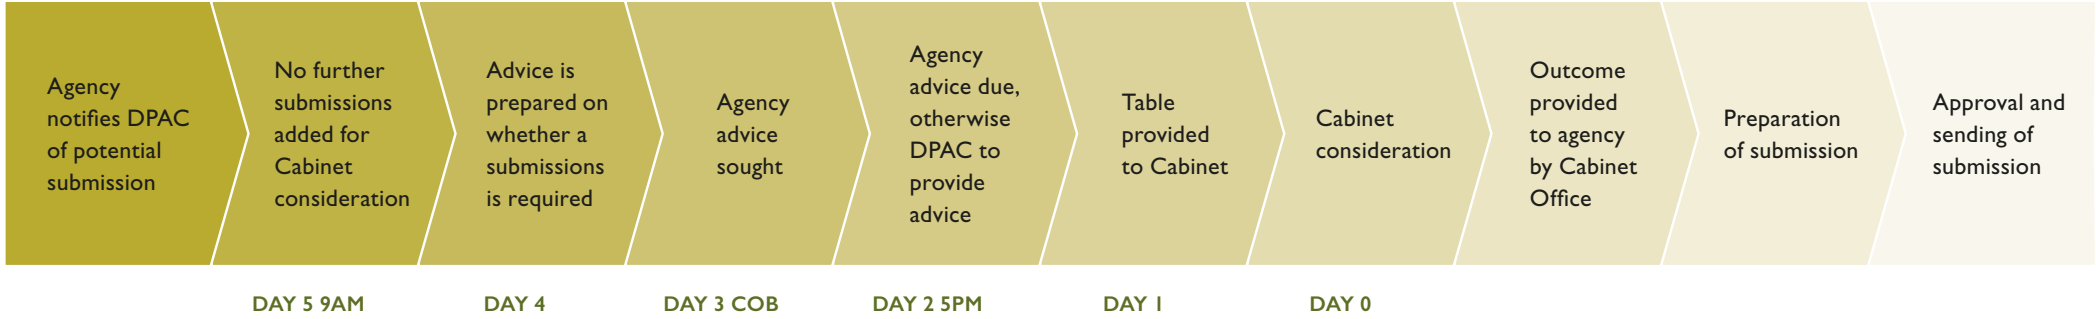 Agency
notifies DPAC
of potential
submission
No further
submissions
added for
Cabinet
consideration
Advice is
prepared on
whether a
submissions
is required
Agency
advice
sought
Agency
advice due,
otherwise
DPAC to
provide
advice
Table
provided
to Cabinet
Cabinet
consideration
Outcome
provided
to agency
by Cabinet
Office
Preparation
of submission
Approval and
sending of
submission
DAY 5 9AM
DAY 4
DAY 3 COB
DAY 2 5PM
DAY 1
DAY 0